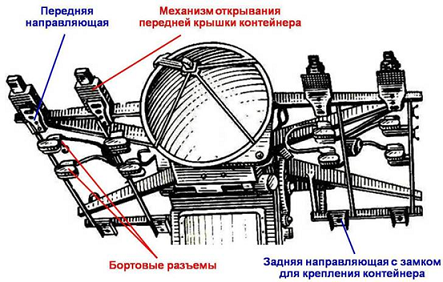 Передняя
направляющая
Механизм открывания
передней крышки контейнера
Бортовые разъемы
Задняя направляющая с замком
для крепления контейнера